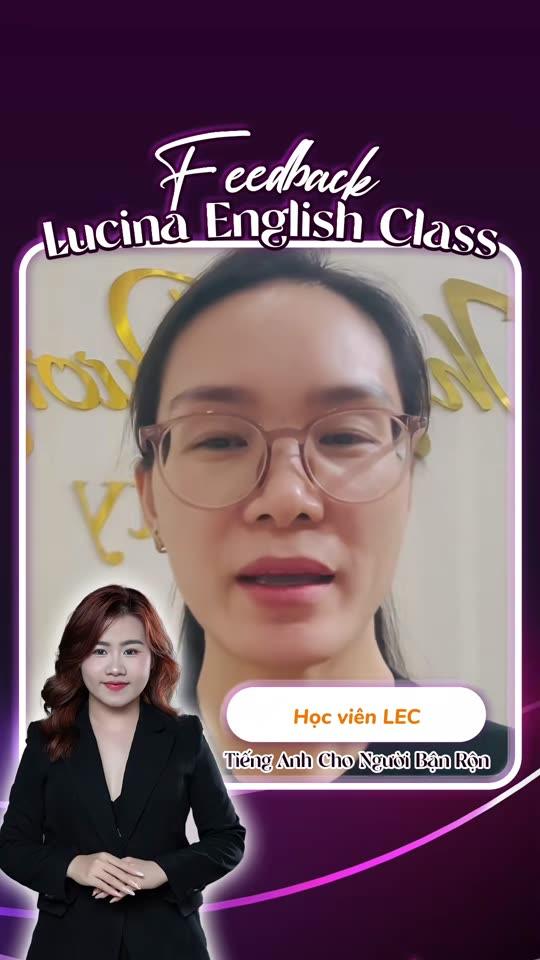 Feedback
Lucina English Class
Học viên LEC
Tiếng Anh Cho Người Bận Rộn